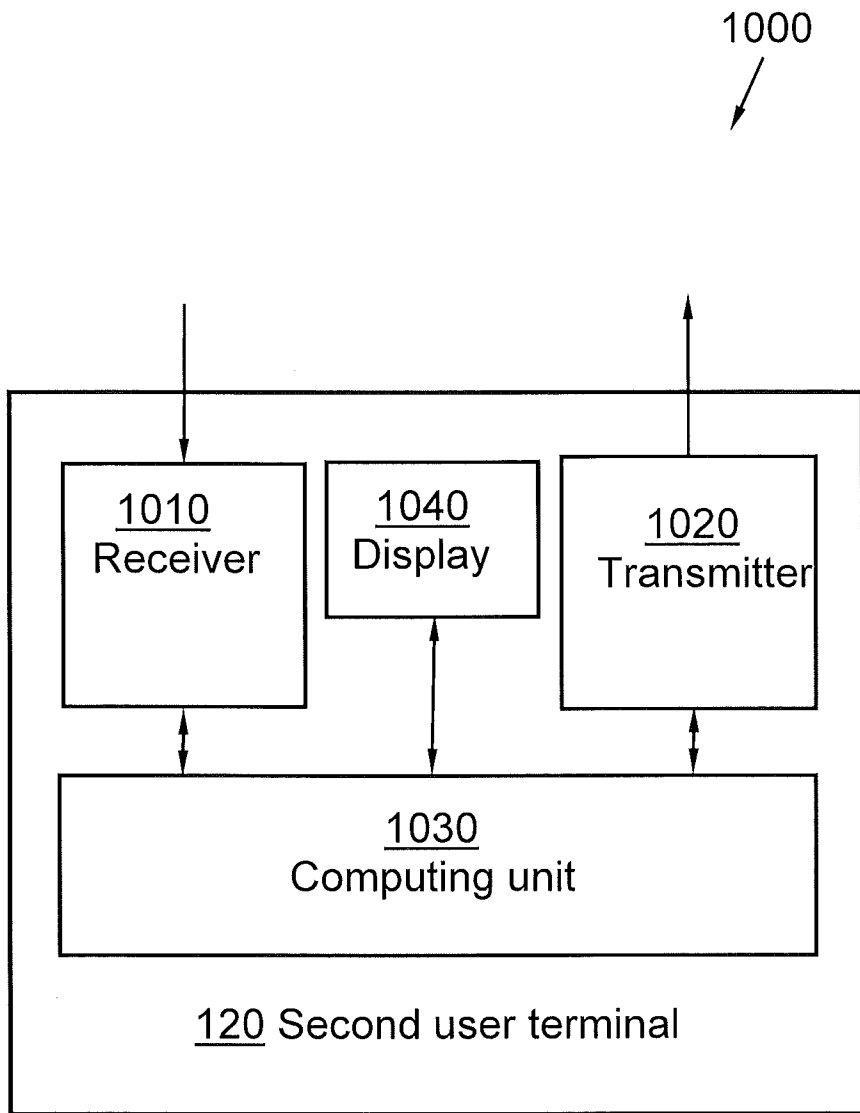 1000
1010
Receiver
1040
Display
1020
Transmitter
1030
Computing unit
120 Second user terminal